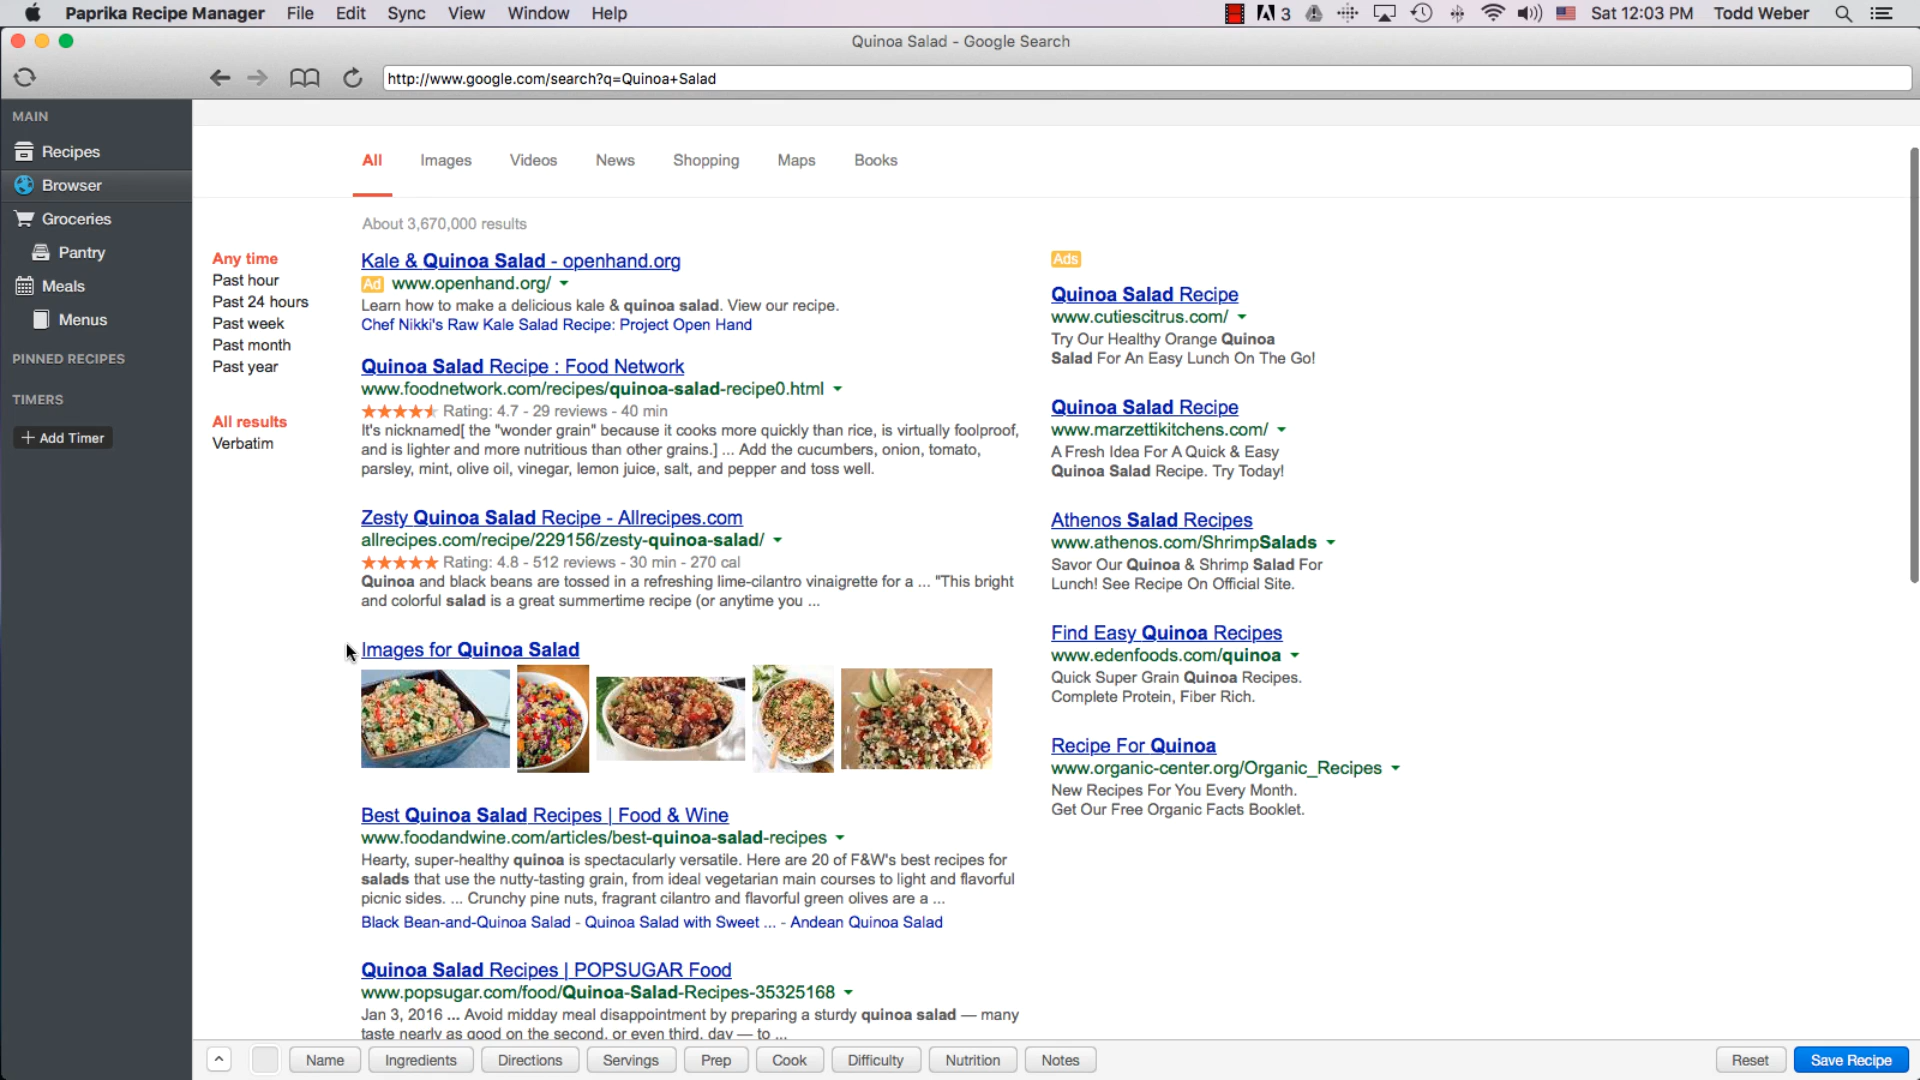 Paprika Recipe Manager File Edit Sync View Window Help 3 Sat 12:03 PM Todd Weber
Quinoa Salad - Google Search
http://www.google.com/search?q=Quinoa+Salad
MAIN
Recipes
Browser
Groceries
Pantry
Meals
Menus
PINNED RECIPES
TIMERS
+ Add Timer
All Images Videos News Shopping Maps Books
About 3,670,000 results
Any time
Past hour
Past 24 hours
Past week
Past month
Past year
All results
Verbatim
Kale & Quinoa Salad - openhand.org
Ad www.openhand.org/
Learn how to make a delicious kale & quinoa salad. View our recipe.
Chef Nikki's Raw Kale Salad Recipe: Project Open Hand
Quinoa Salad Recipe : Food Network
www.foodnetwork.com/recipes/quinoa-salad-recipe0.html
Rating: 4.7 - 29 reviews - 40 min
It's nicknamed[ the "wonder grain" because it cooks more quickly than rice, is virtually foolproof,
and is lighter and more nutritious than other grains.] ... Add the cucumbers, onion, tomato,
parsley, mint, olive oil, vinegar, lemon juice, salt, and pepper and toss well.
Zesty Quinoa Salad Recipe - Allrecipes.com
allrecipes.com/recipe/229156/zesty-quinoa-salad/
Rating: 4.8 - 512 reviews - 30 min - 270 cal
Quinoa and black beans are tossed in a refreshing lime-cilantro vinaigrette for a ... "This bright
and colorful salad is a great summertime recipe (or anytime you ...
Images for Quinoa Salad
Best Quinoa Salad Recipes | Food & Wine
www.foodandwine.com/articles/best-quinoa-salad-recipes
Hearty, super-healthy quinoa is spectacularly versatile. Here are 20 of F&W's best recipes for
salads that use the nutty-tasting grain, from ideal vegetarian main courses to light and flavorful
picnic sides. ... Crunchy pine nuts, fragrant cilantro and flavorful green olives are a ...
Black Bean-and-Quinoa Salad - Quinoa Salad with Sweet ... - Andean Quinoa Salad
Quinoa Salad Recipes | POPSUGAR Food
www.popsugar.com/food/Quinoa-Salad-Recipes-35325168
Jan 3, 2016 ... Avoid midday meal disappointment by preparing a sturdy quinoa salad — many
taste nearly as good on the second, or even third, day — to ...
Ads
Quinoa Salad Recipe
www.cutiescitrus.com/
Try Our Healthy Orange Quinoa
Salad For An Easy Lunch On The Go!
Quinoa Salad Recipe
www.marzettikitchens.com/
A Fresh Idea For A Quick & Easy
Quinoa Salad Recipe. Try Today!
Athenos Salad Recipes
www.athenos.com/ShrimpSalads
Savor Our Quinoa & Shrimp Salad For
Lunch! See Recipe On Official Site.
Find Easy Quinoa Recipes
www.edenfoods.com/quinoa
Quick Super Grain Quinoa Recipes.
Complete Protein, Fiber Rich.
Recipe For Quinoa
www.organic-center.org/Organic_Recipes
New Recipes For You Every Month.
Get Our Free Organic Facts Booklet.
Name Ingredients Directions Servings Prep Cook Difficulty Nutrition Notes Reset Save Recipe